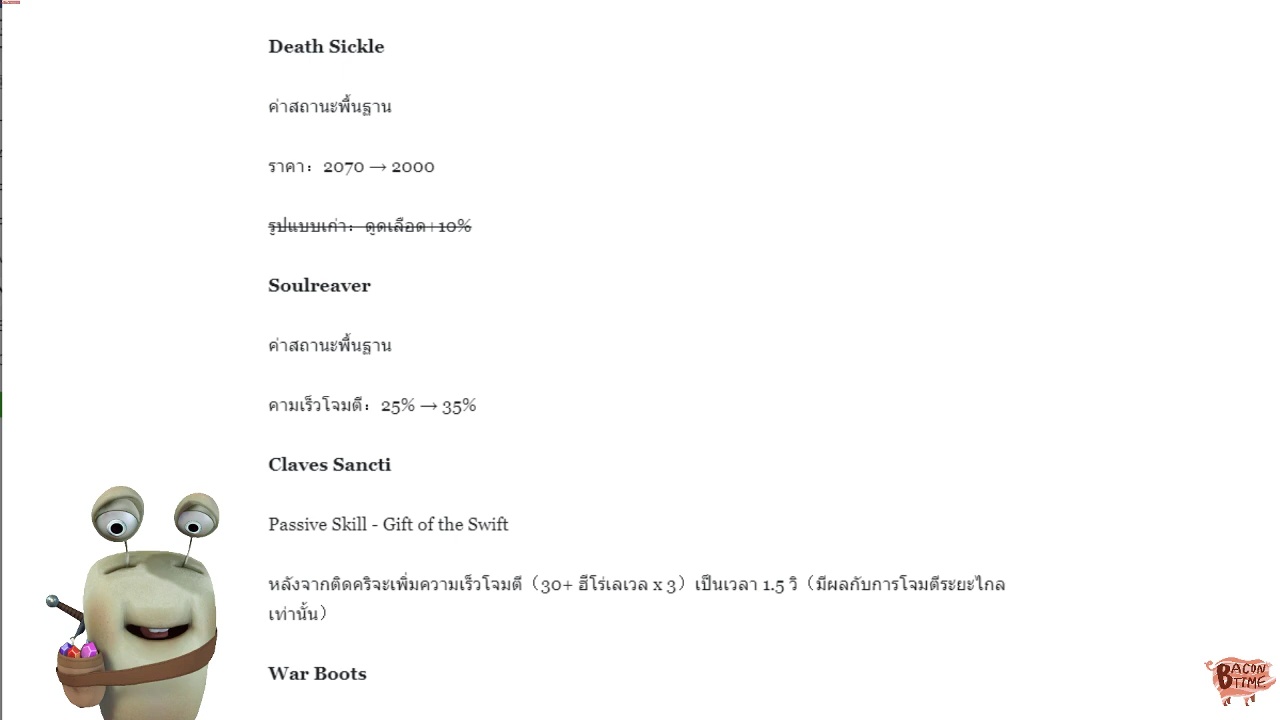 Death Sickle
ค่าสถานะพื้นฐาน
ราคา: 2070 → 2000
รูปแบบเก่า: ดูดเลือด+10%
Soulreaver
ค่าสถานะพื้นฐาน
คามเร็วโจมตี: 25% → 35%
Claves Sancti
Passive Skill - Gift of the Swift
หลังจากติดคริจะเพิ่มความเร็วโจมตี (30+ ฮีโร่เลเวล x 3) เป็นเวลา 1.5 วิ (มีผลกับการโจมตีระยะไกล
เท่านั้น)
War Boots
BACON
TIME